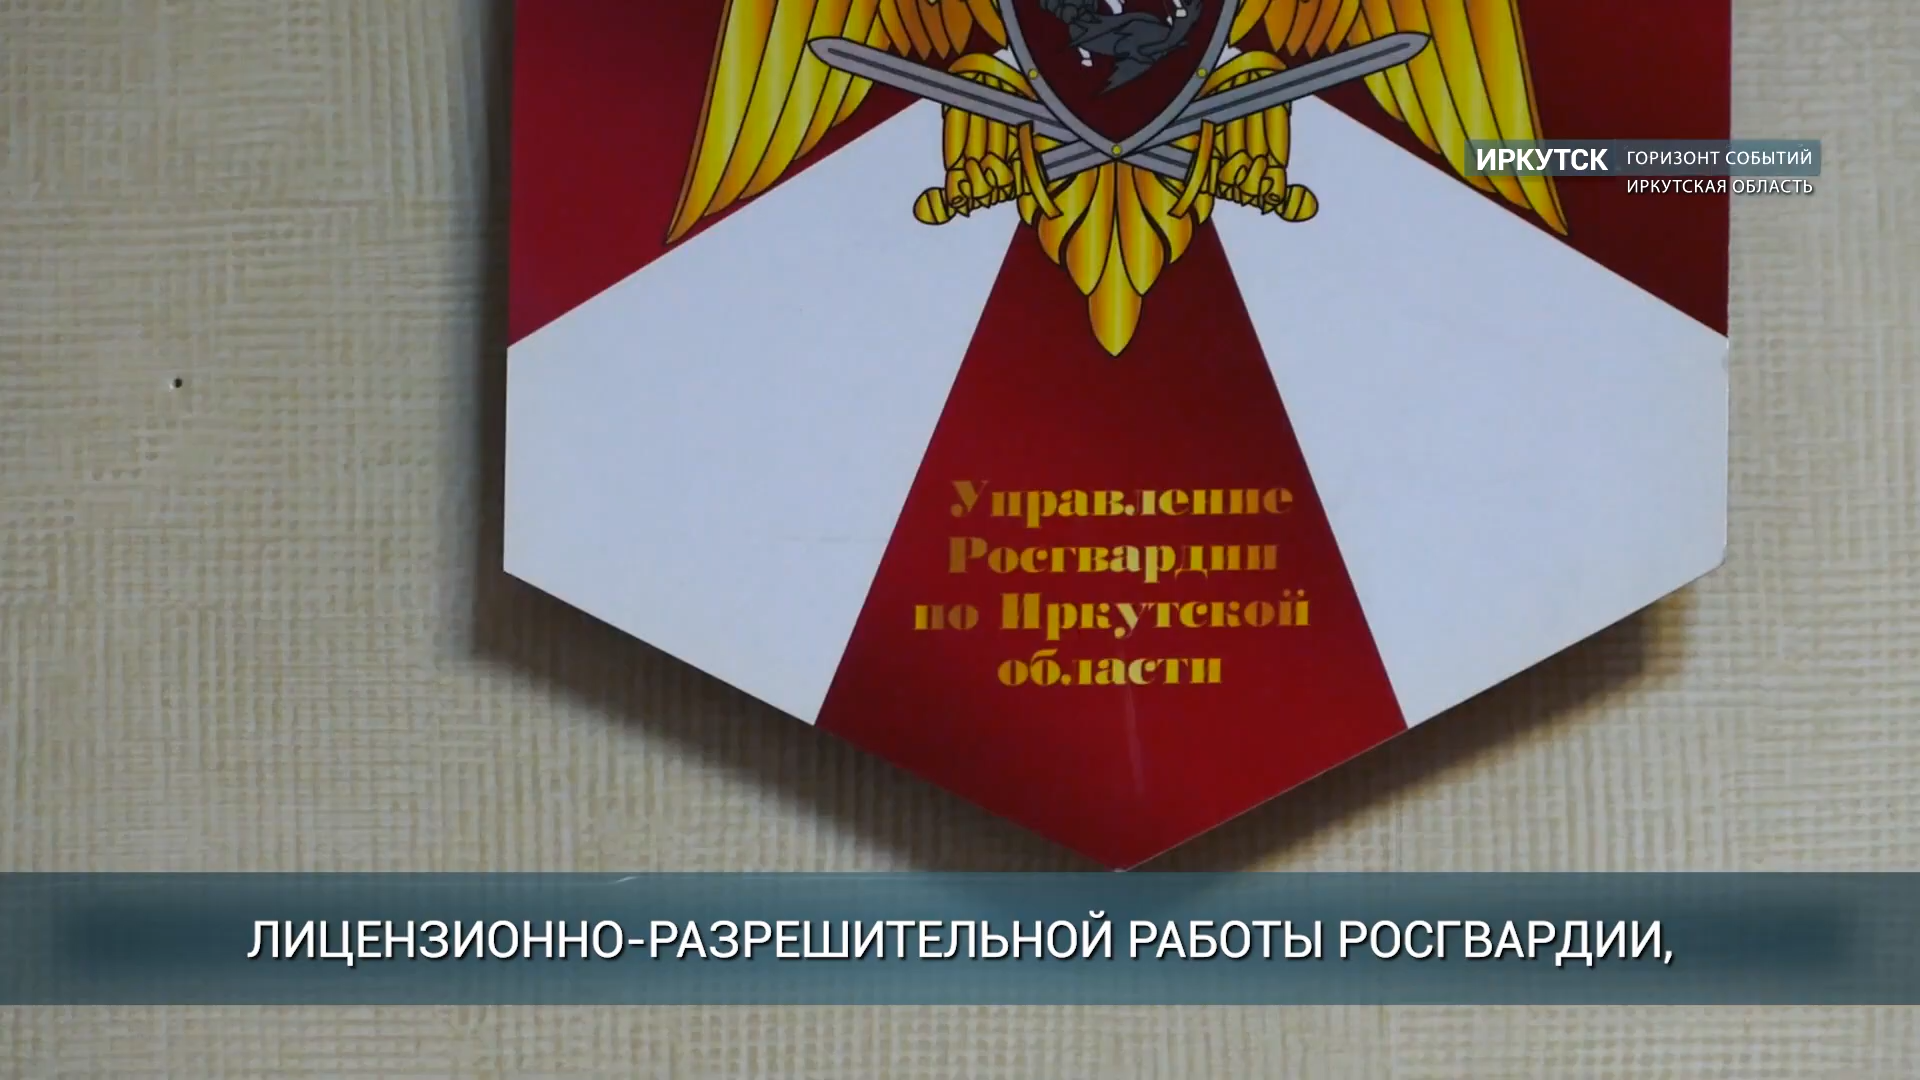 ИРКУТСК ГОРИЗОНТ СОБЫТИЙ
ИРКУТСКАЯ ОБЛАСТЬ
Управление
Росгвардии
по Иркутской
области
ЛИЦЕНЗИОННО-РАЗРЕШИТЕЛЬНОЙ РАБОТЫ РОСГВАРДИИ,